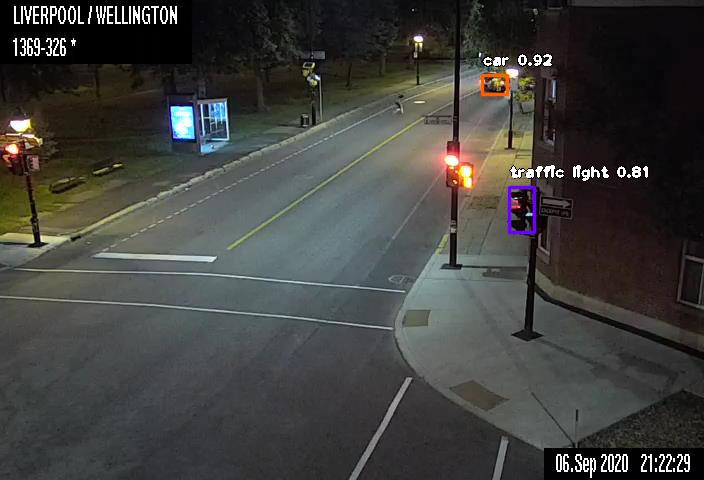 LIVERPOOL / WELLINGTON
1369-326 *
car 0.92
traffic light 0.81
06.Sep 2020 21:22:29